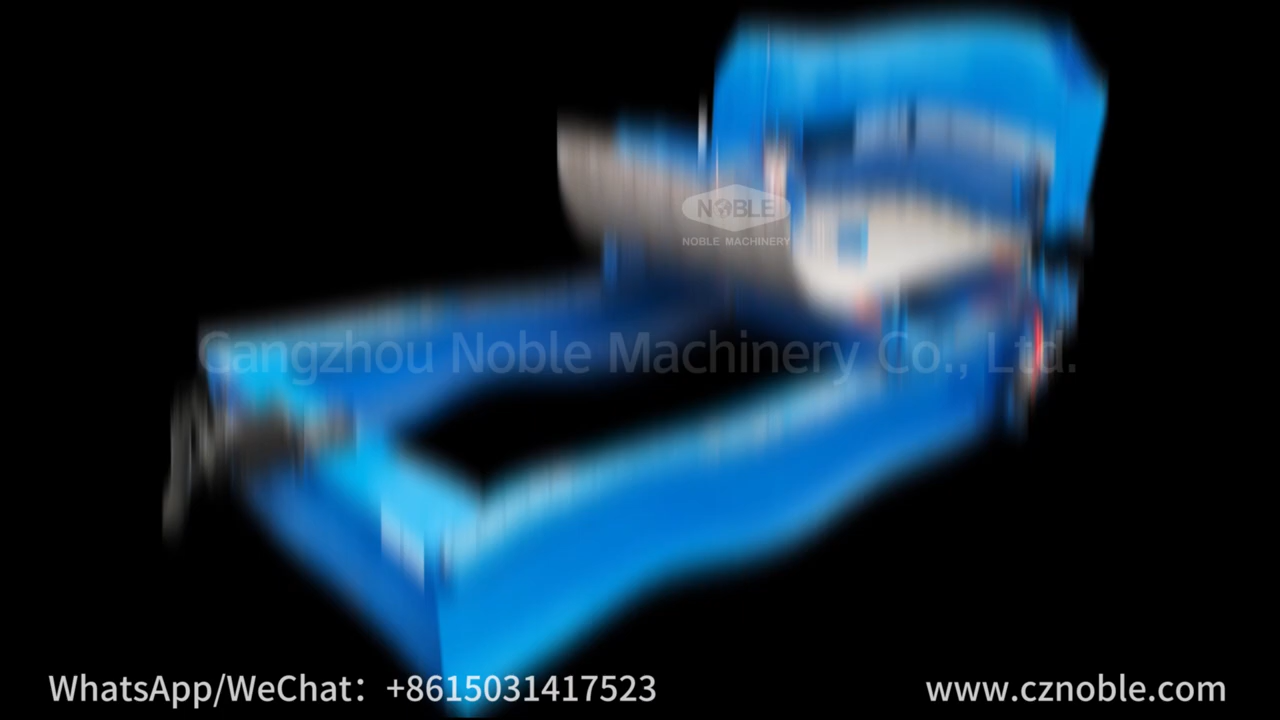 NOBLE
NOBLE MACHINERY
Cangzhou Noble Machinery Co., Ltd.
WhatsApp/WeChat: +8615031417523
www.cznoble.com